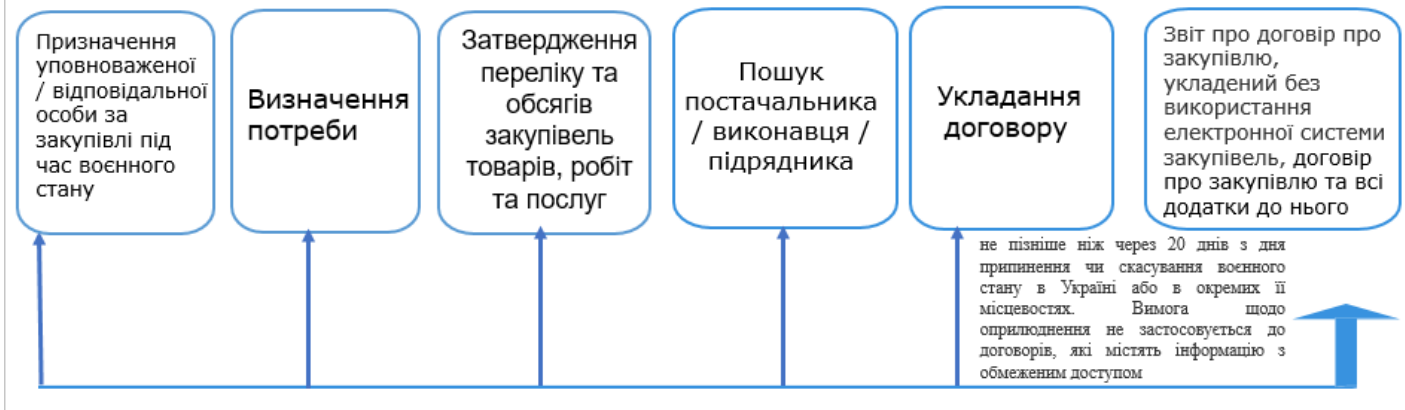 Призначення
уповноваженої
/ відповідальної
особи за
закупівлі під
час воєнного
стану
Визначення
потреби
Затвердження
переліку та
обсягів
закупівель
товарів, робіт
та послуг
Пошук
постачальника
/ виконавця /
підрядника
Укладання
договору
Звіт про договір про
закупівлю,
укладений без
використання
електронної системи
закупівель, договір
про закупівлю та всі
додатки до нього
не пізніше ніж через 20 днів з дня
припинення чи скасування воєнного
стану в Україні або в окремих її
місцевостях. Вимога щодо
оприлюднення не застосовується до
договорів, які містять інформацію з
обмеженим доступом